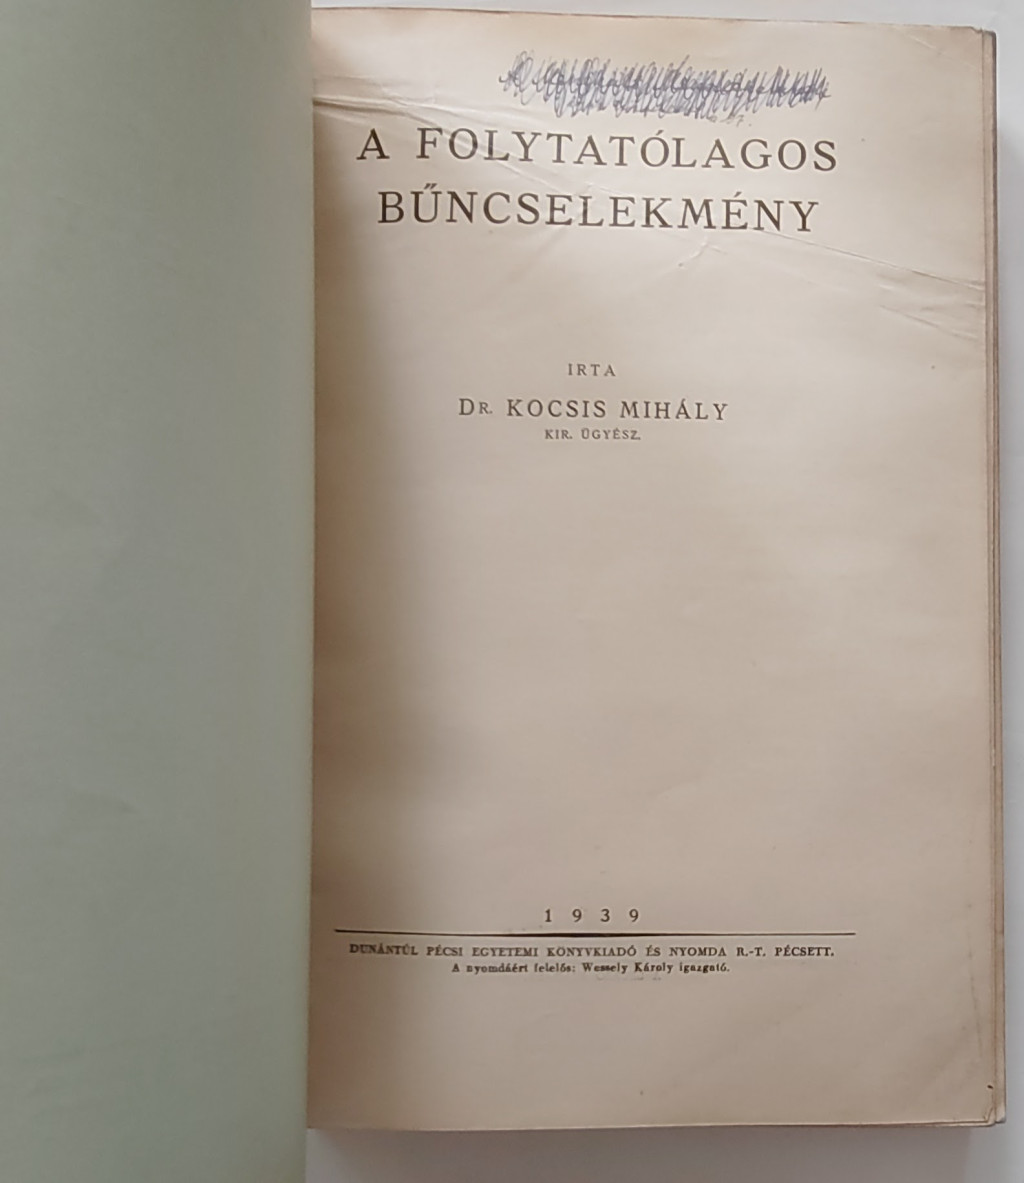 A FOLYTATÓLAGOS
BŰNCSELEKMÉNY
IRTA
DR. KOCSIS MIHÁLY
KIR. ÜGYÉSZ.
1939
DUNÁNTÚL PÉCSI EGYETEMI KÖNYVKIADÓ ÉS NYOMDA R.-T. PÉCSETT.
A nyomdáért felelős: Wessely Károly igazgató.